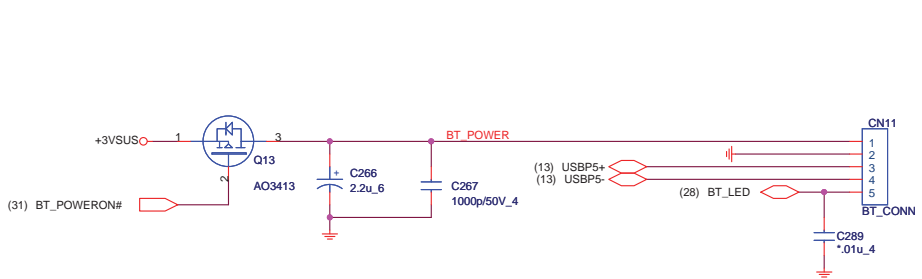 CN11
+3VSUS
1
3
BT_POWER
1
2
Q13
(13) USBP5+
3
(13) USBP5-
4
2
AO3413
C266
2.2u_6
C267
1000p/50V_4
(28) BT_LED
5
(31) BT_POWERON#
BT_CONN
C289
*.01u_4
+